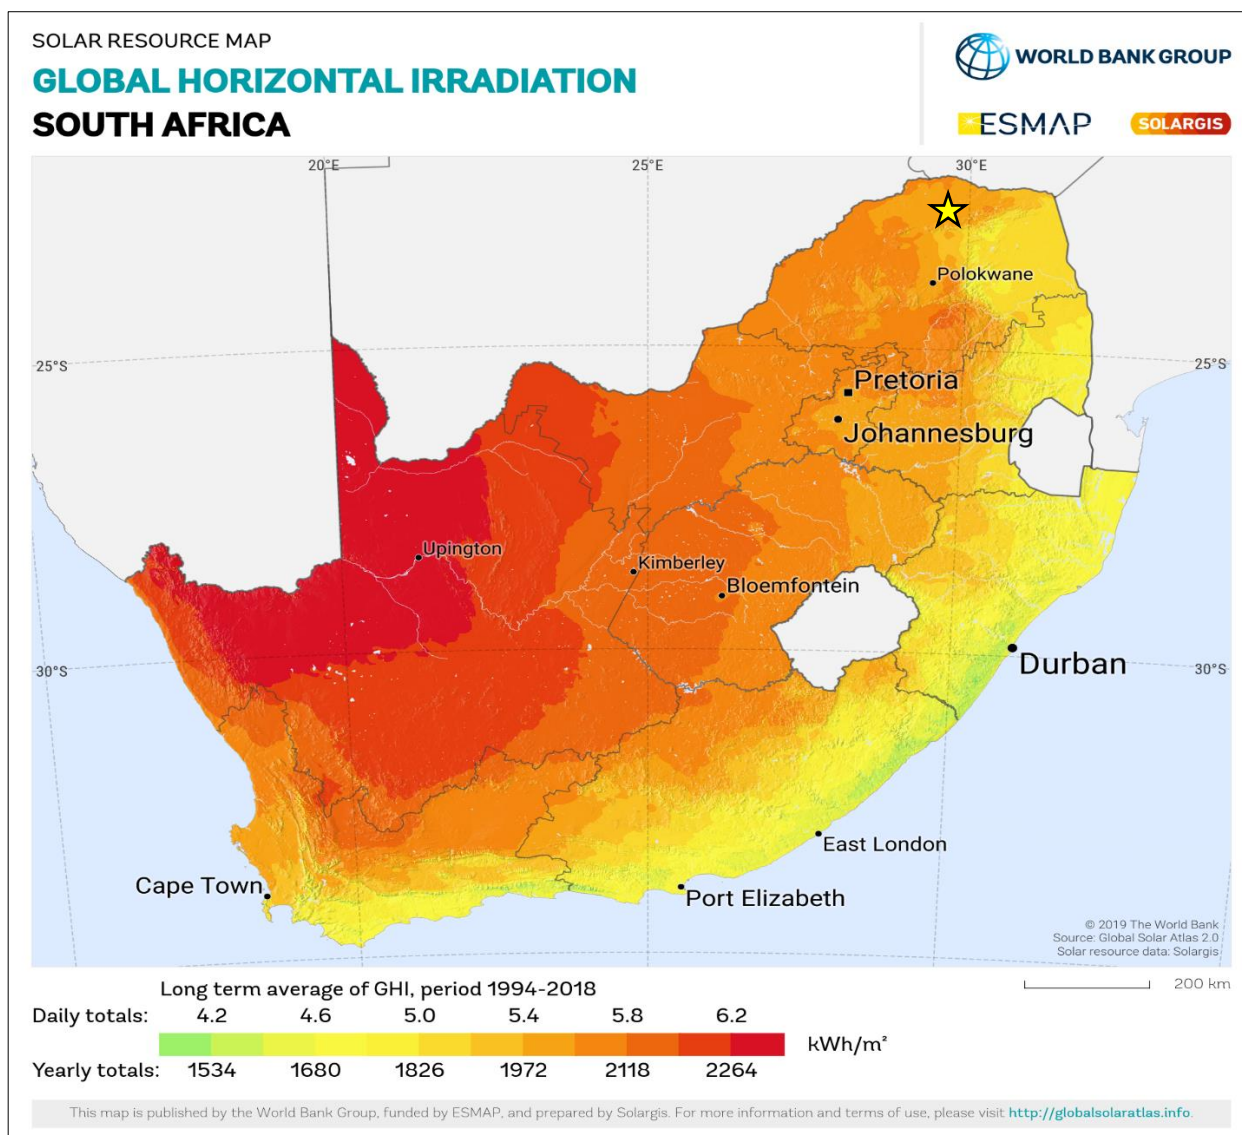 SOLAR RESOURCE MAP
GLOBAL HORIZONTAL IRRADIATION
SOUTH AFRICA
WORLD BANK GROUP
ESMAP
SOLARGIS
20°E
25°E
30°E
Polokwane
25°S
25°S
Pretoria
Johannesburg
Upington
Kimberley
Bloemfontein
Durban
30°S
30°S
East London
Cape Town
Port Elizabeth
© 2019 The World Bank
Source: Global Solar Atlas 2.0
Solar resource data: Solargis
200 km
Long term average of GHI, period 1994-2018
Daily totals: 4.2 4.6 5.0 5.4 5.8 6.2
kWh/m²
Yearly totals: 1534 1680 1826 1972 2118 2264
This map is published by the World Bank Group, funded by ESMAP, and prepared by Solargis. For more information and terms of use, please visit http://globalsolaratlas.info.